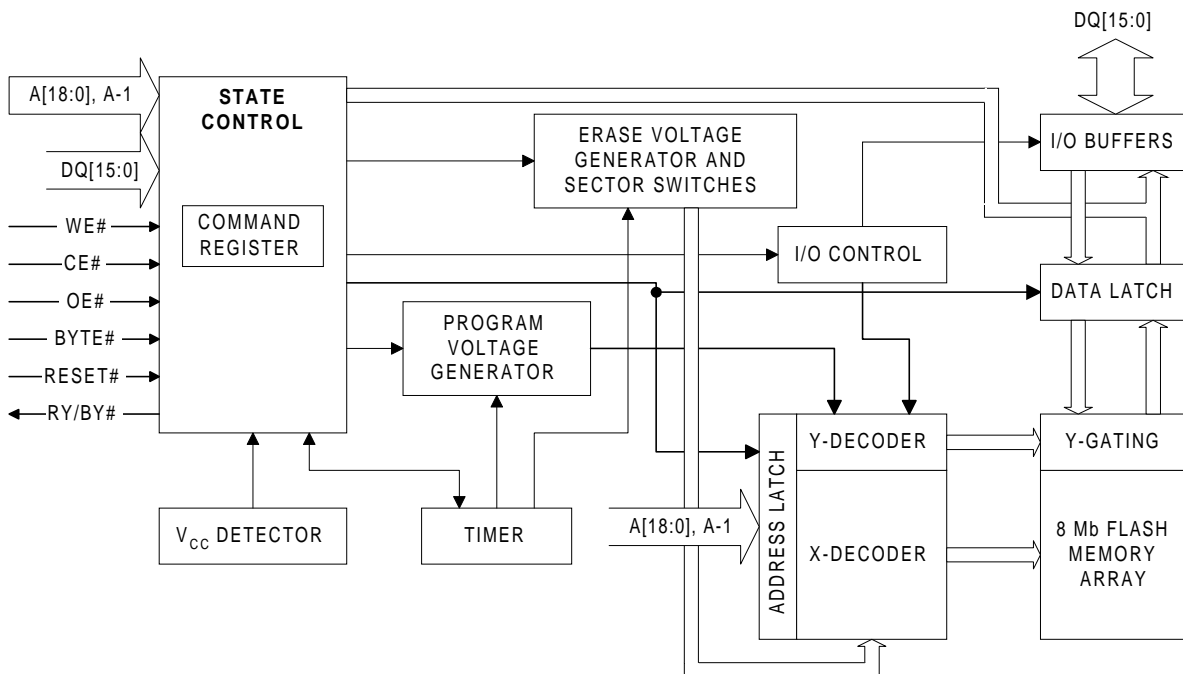 DQ[15:0]
A[18:0], A-1
STATE
CONTROL
DQ[15:0]
WE#
CE#
OE#
BYTE#
RESET#
RY/BY#
COMMAND
REGISTER
ERASE VOLTAGE
GENERATOR AND
SECTOR SWITCHES
I/O BUFFERS
I/O CONTROL
DATA LATCH
PROGRAM
VOLTAGE
GENERATOR
ADDRESS LATCH
Y-DECODER
Y-GATING
VCC DETECTOR
TIMER
A[18:0], A-1
X-DECODER
8 Mb FLASH
MEMORY
ARRAY